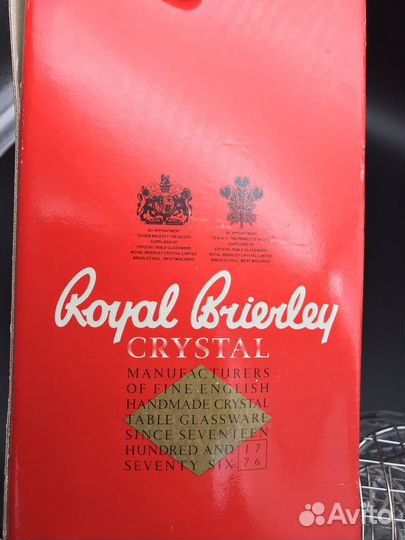 BY APPOINTMENT
TO HER MAJESTY THE QUEEN
SUPPLIERS OF
CRYSTAL TABLE GLASSWARE
ROYAL BRIERLEY CRYSTAL LIMITED
BRIERLEY HILL, WEST MIDLANDS
BY APPOINTMENT
TO H.R.H. THE PRINCE OF WALES
SUPPLIERS OF
CRYSTAL TABLE GLASSWARE
ROYAL BRIERLEY CRYSTAL LIMITED
BRIERLEY HILL, WEST MIDLANDS
Royal Brierley
CRYSTAL
MANUFACTURERS
OF FINE ENGLISH
HANDMADE CRYSTAL
TABLE GLASSWARE
SINCE SEVENTEEN
HUNDRED AND 17
SEVENTY SIX 76
Avito